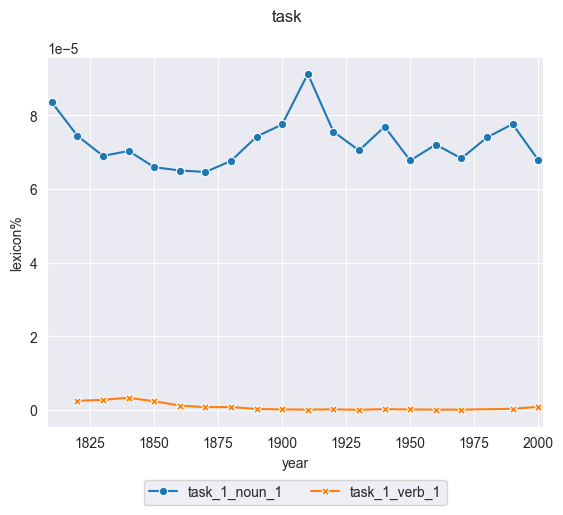 task
1e−5
8
6
4
2
0
lexicon%
1825 1850 1875 1900 1925 1950 1975 2000
year
task_1_noun_1 task_1_verb_1